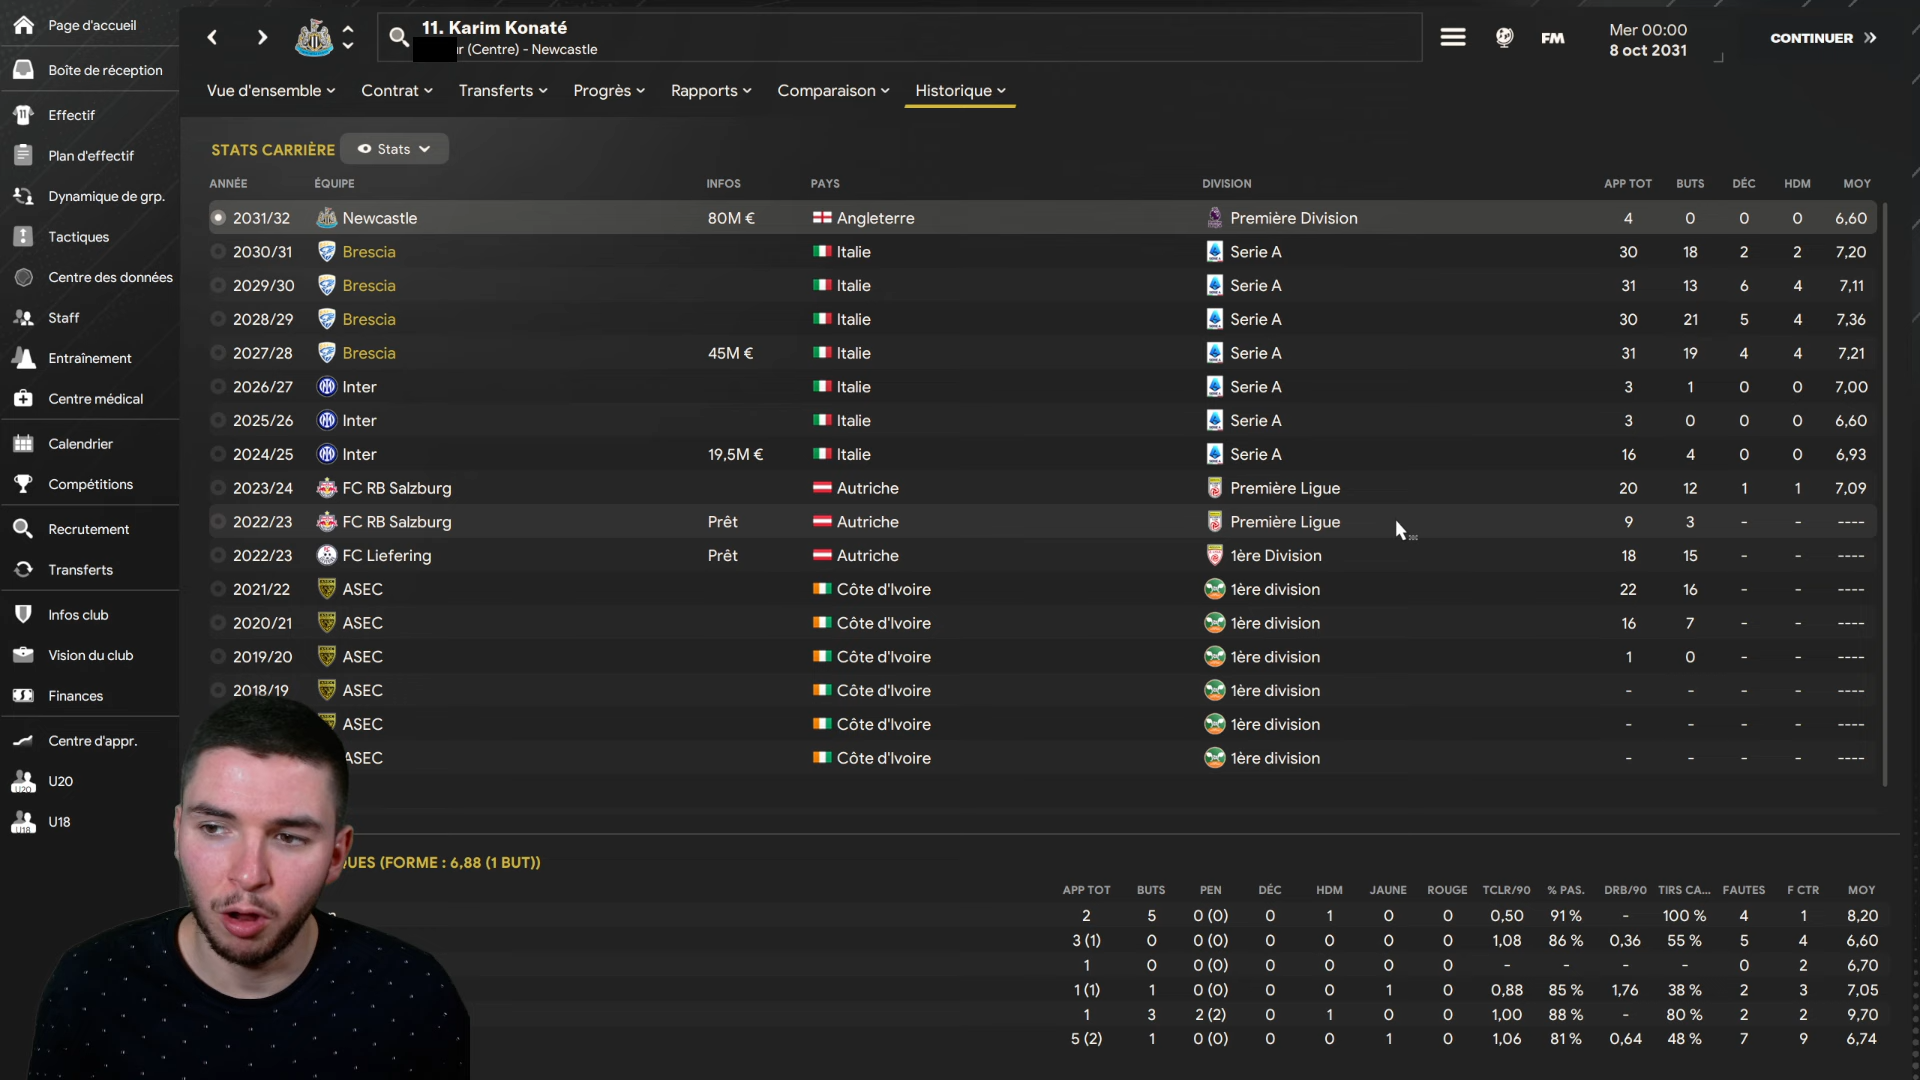 Page d'accueil
Boîte de réception
Effectif
Plan d'effectif
Dynamique de grp.
Tactiques
Centre des données
Staff
Entraînement
Centre médical
Calendrier
Compétitions
Recrutement
Transferts
Infos club
Vision du club
Finances
Centre d'appr.
U20
U18
11. Karim Konaté
(Centre) - Newcastle
FM
Mer 00:00
8 oct 2031
CONTINUER
Vue d'ensemble Contrat Transferts Progrès Rapports Comparaison Historique
STATS CARRIÈRE Stats
ANNÉE ÉQUIPE INFOS PAYS DIVISION APP TOT BUTS DÉC HDM MOY
2031/32 Newcastle 80M € Angleterre Première Division 4 0 0 0 6,60
2030/31 Brescia Italie Serie A 30 18 2 2 7,20
2029/30 Brescia Italie Serie A 31 13 6 4 7,11
2028/29 Brescia Italie Serie A 30 21 5 4 7,36
2027/28 Brescia 45M € Italie Serie A 31 19 4 4 7,21
2026/27 Inter Italie Serie A 3 1 0 0 7,00
2025/26 Inter Italie Serie A 3 0 0 0 6,60
2024/25 Inter 19,5M € Italie Serie A 16 4 0 0 6,93
2023/24 FC RB Salzburg Autriche Première Ligue 20 12 1 1 7,09
2022/23 FC RB Salzburg Prêt Autriche Première Ligue 9 3 - - ----
2022/23 FC Liefering Prêt Autriche 1ère Division 18 15 - - ----
2021/22 ASEC Côte d'Ivoire 1ère division 22 16 - - ----
2020/21 ASEC Côte d'Ivoire 1ère division 16 7 - - ----
2019/20 ASEC Côte d'Ivoire 1ère division 1 0 - - ----
2018/19 ASEC Côte d'Ivoire 1ère division - - - - ----
ASEC Côte d'Ivoire 1ère division - - - - ----
ASEC Côte d'Ivoire 1ère division - - - - ----
UES (FORME : 6,88 (1 BUT))
APP TOT BUTS PEN DÉC HDM JAUNE ROUGE TCLR/90 % PAS. DRB/90 TIRS CA... FAUTES F CTR MOY
2 5 0 (0) 0 1 0 0 0,50 91 % - 100 % 4 1 8,20
3 (1) 0 0 (0) 0 0 0 0 1,08 86 % 0,36 55 % 5 4 6,60
1 0 0 (0) 0 0 0 0 - - - - 0 2 6,70
1 (1) 1 0 (0) 0 0 1 0 0,88 85 % 1,76 38 % 2 3 7,05
1 3 2 (2) 0 1 0 0 1,00 88 % - 80 % 2 2 9,70
5 (2) 1 0 (0) 0 0 1 0 1,06 81 % 0,64 48 % 7 9 6,74